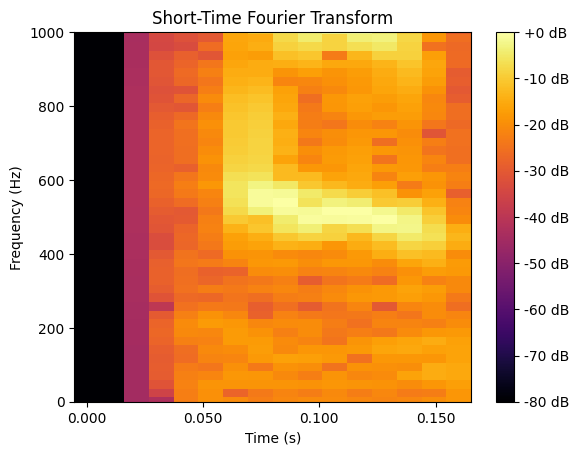 Short-Time Fourier Transform
1000
800
600
400
200
0
Frequency (Hz)
0.000
0.050
0.100
0.150
Time (s)
+0 dB
-10 dB
-20 dB
-30 dB
-40 dB
-50 dB
-60 dB
-70 dB
-80 dB